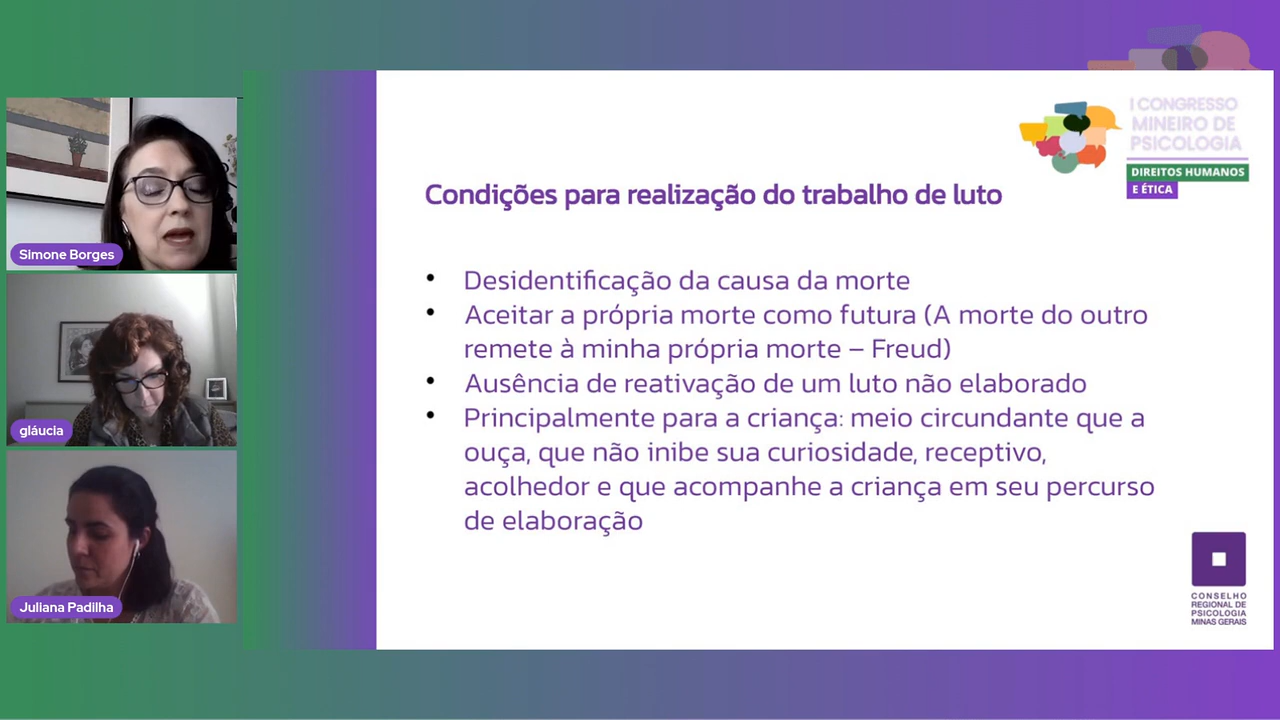 I CONGRESSO
MINEIRO DE
PSICOLOGIA
DIREITOS HUMANOS
E ÉTICA
Condições para realização do trabalho de luto
• Desidentificação da causa da morte
• Aceitar a própria morte como futura (A morte do outro
remete à minha própria morte – Freud)
• Ausência de reativação de um luto não elaborado
• Principalmente para a criança: meio circundante que a
ouça, que não inibe sua curiosidade, receptivo,
acolhedor e que acompanhe a criança em seu percurso
de elaboração
Simone Borges
gláucia
Juliana Padilha
CONSELHO
REGIONAL DE
PSICOLOGIA
MINAS GERAIS